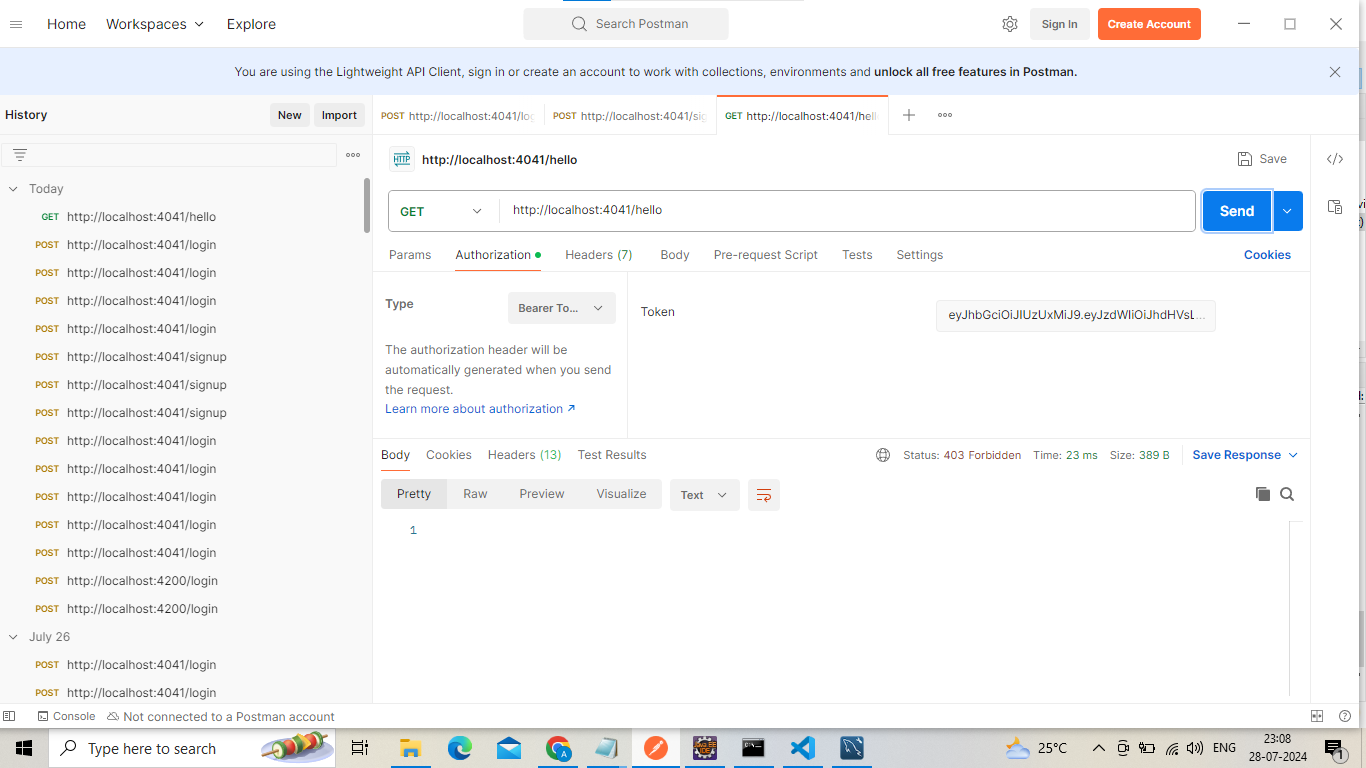 Home Workspaces Explore Search Postman Sign In Create Account
You are using the Lightweight API Client, sign in or create an account to work with collections, environments and unlock all free features in Postman.
History New Import
POST http://localhost:4041/log POST http://localhost:4041/sig GET http://localhost:4041/hell
HTTP http://localhost:4041/hello Save
Today
GET http://localhost:4041/hello
POST http://localhost:4041/login
POST http://localhost:4041/login
POST http://localhost:4041/login
POST http://localhost:4041/login
POST http://localhost:4041/signup
POST http://localhost:4041/signup
POST http://localhost:4041/signup
POST http://localhost:4041/login
POST http://localhost:4041/login
POST http://localhost:4041/login
POST http://localhost:4041/login
POST http://localhost:4041/login
POST http://localhost:4200/login
POST http://localhost:4200/login
July 26
POST http://localhost:4041/login
POST http://localhost:4041/login
GET http://localhost:4041/hello Send
Params Authorization Headers (7) Body Pre-request Script Tests Settings Cookies
Type Bearer To...
The authorization header will be
automatically generated when you send
the request.
Learn more about authorization ↗
Token eyJhbGciOiJIUzUxMiJ9.eyJzdWIiOiJhdHVsL...
Body Cookies Headers (13) Test Results Status: 403 Forbidden Time: 23 ms Size: 389 B Save Response
Pretty Raw Preview Visualize Text
1
Console Not connected to a Postman account
Type here to search 25°C ENG 23:08
28-07-2024 1